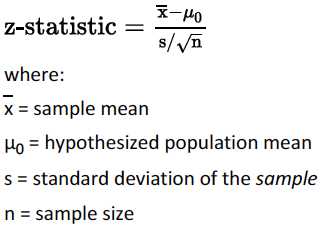 z-statistic = x̅−μ₀ / s/√n
where:
x̅ = sample mean
μ₀ = hypothesized population mean
s = standard deviation of the sample
n = sample size